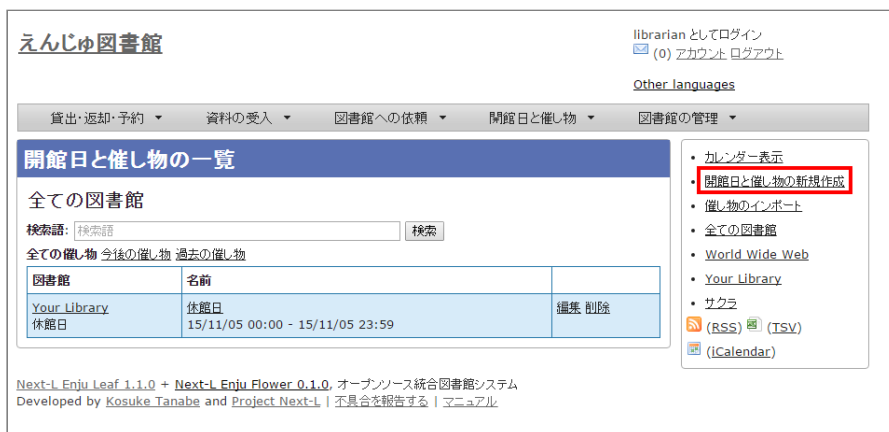 えんじゅ図書館
librarian としてログイン
(0) アカウント ログアウト
Other languages
貸出・返却・予約 ▼ 資料の受入 ▼ 図書館への依頼 ▼ 開館日と催し物 ▼ 図書館の管理 ▼
開館日と催し物の一覧
全ての図書館
検索語: 検索語 検索
全ての催し物 今後の催し物 過去の催し物
図書館 名前
Your Library 休館日 編集 削除
休館日 15/11/05 00:00 - 15/11/05 23:59
• カレンダー表示
• 開館日と催し物の新規作成
• 催し物のインポート
• 全ての図書館
• World Wide Web
• Your Library
• サクラ
(RSS) (TSV)
(iCalendar)
Next-L Enju Leaf 1.1.0 + Next-L Enju Flower 0.1.0, オープンソース統合図書館システム
Developed by Kosuke Tanabe and Project Next-L | 不具合を報告する | マニュアル